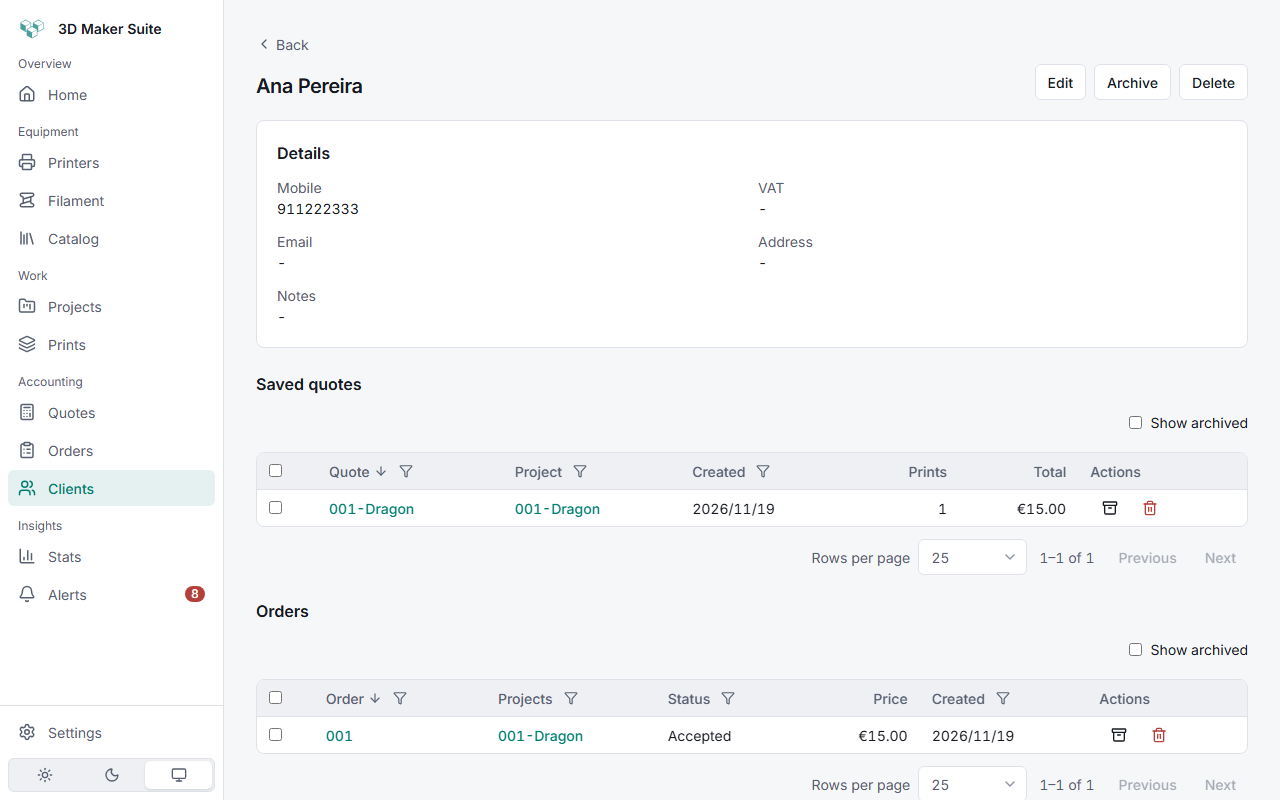 3D Maker Suite
Overview
Home
Equipment
Printers
Filament
Catalog
Work
Projects
Prints
Accounting
Quotes
Orders
Clients
Insights
Stats
Alerts 8
Settings
Back
Ana Pereira
Edit Archive Delete
Details
Mobile VAT
911222333 -
Email Address
- -
Notes
-
Saved quotes
Show archived
Quote Project Created Prints Total Actions
001-Dragon 001-Dragon 2026/11/19 1 €15.00
Rows per page 25 1–1 of 1 Previous Next
Orders
Show archived
Order Projects Status Price Created Actions
001 001-Dragon Accepted €15.00 2026/11/19
Rows per page 25 1–1 of 1 Previous Next